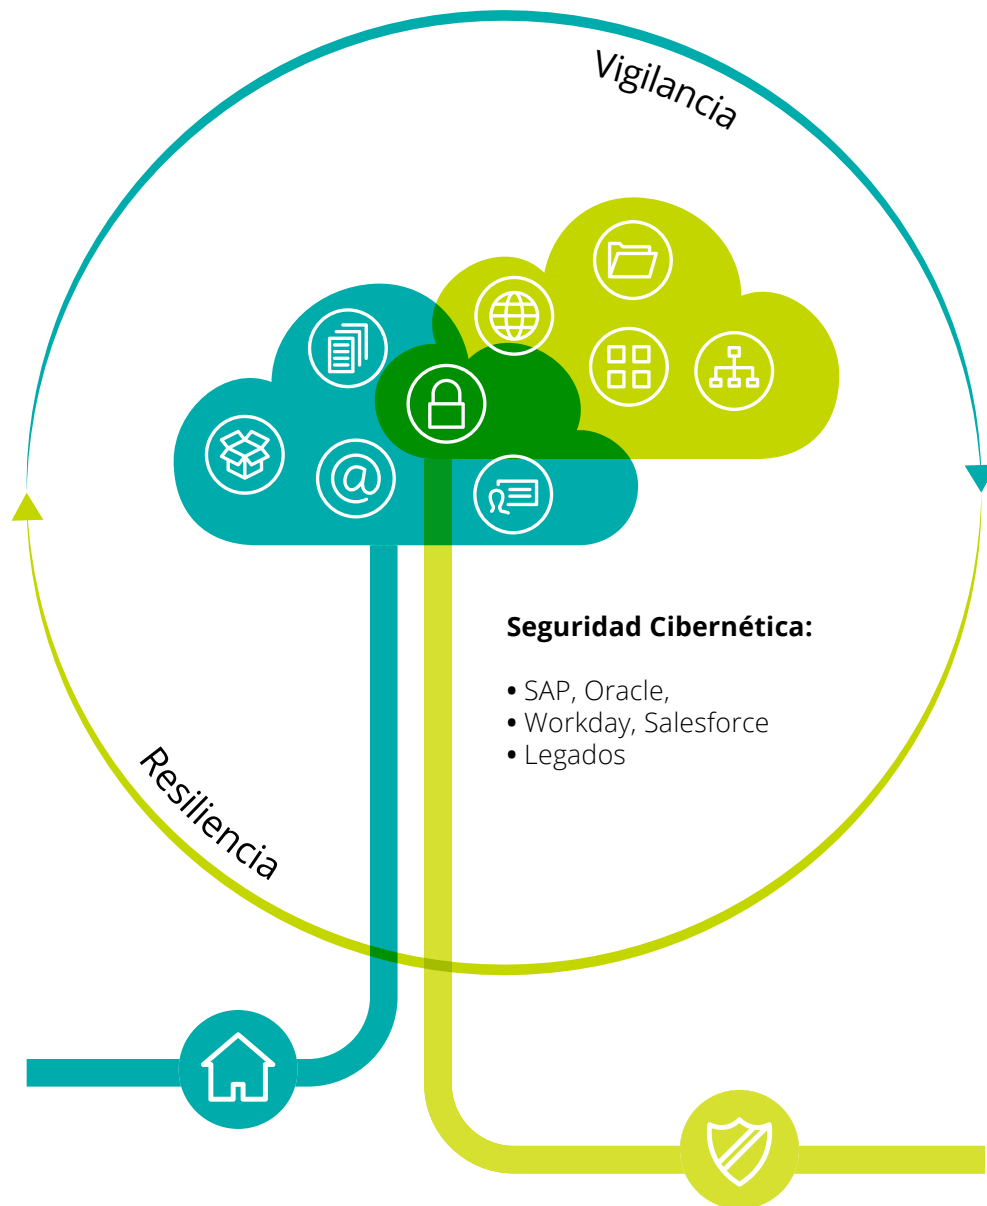 Vigilancia
Seguridad Cibernética:
• SAP, Oracle,
• Workday, Salesforce
• Legados
Resiliencia